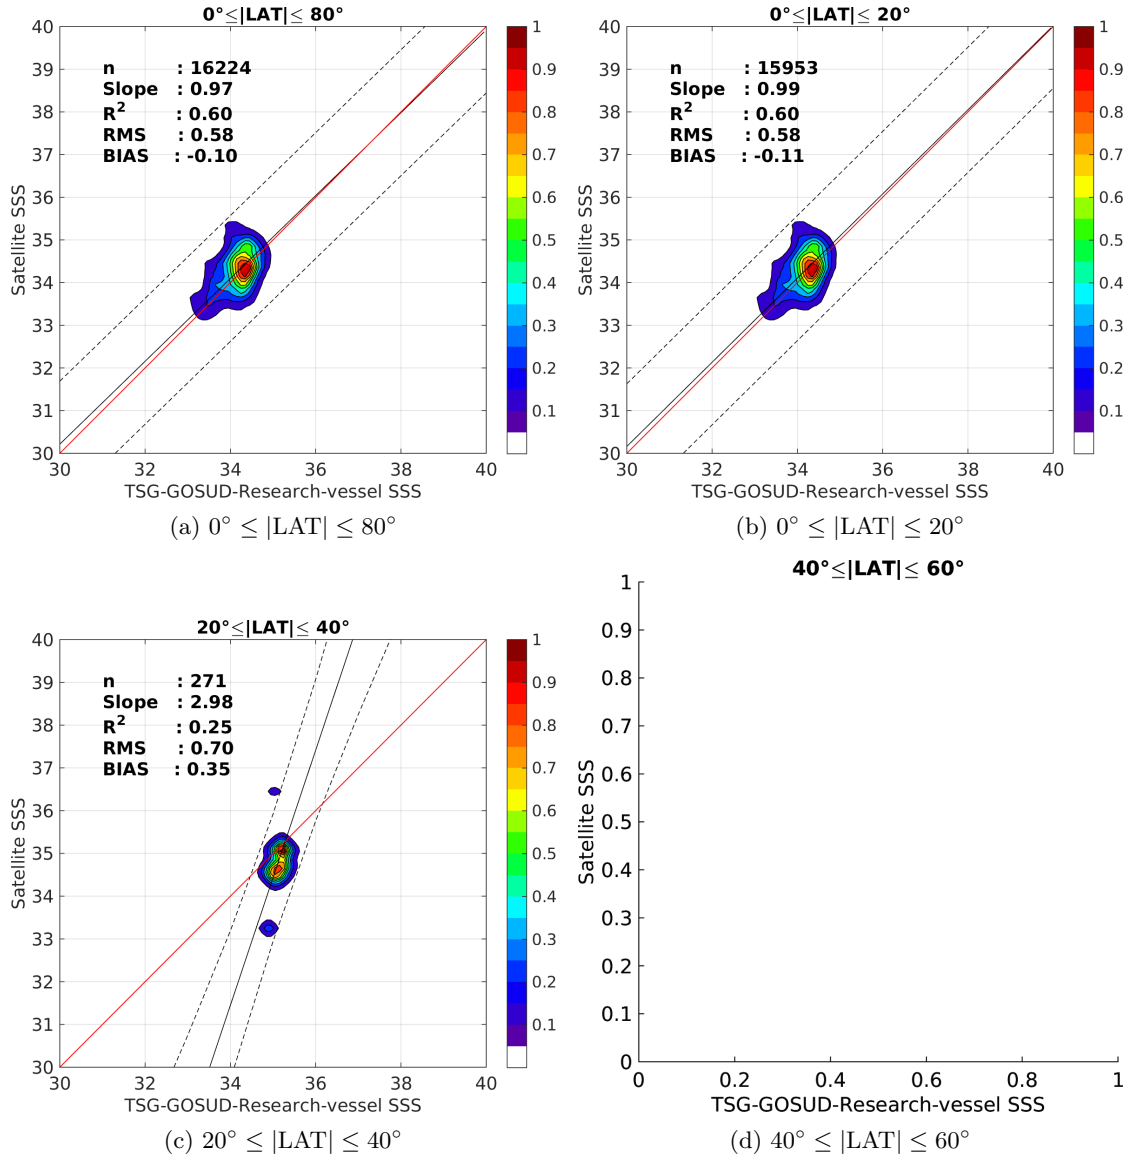 0°≤|LAT|≤ 80°
n : 16224
Slope : 0.97
R² : 0.60
RMS : 0.58
BIAS : -0.10
40
39
38
37
36
35
34
33
32
31
30
30 32 34 36 38 40
Satellite SSS
TSG-GOSUD-Research-vessel SSS
1
0.9
0.8
0.7
0.6
0.5
0.4
0.3
0.2
0.1
(a) 0° ≤ |LAT| ≤ 80°
0°≤|LAT|≤ 20°
n : 15953
Slope : 0.99
R² : 0.60
RMS : 0.58
BIAS : -0.11
40
39
38
37
36
35
34
33
32
31
30
30 32 34 36 38 40
Satellite SSS
TSG-GOSUD-Research-vessel SSS
1
0.9
0.8
0.7
0.6
0.5
0.4
0.3
0.2
0.1
(b) 0° ≤ |LAT| ≤ 20°
20°≤|LAT|≤ 40°
n : 271
Slope : 2.98
R² : 0.25
RMS : 0.70
BIAS : 0.35
40
39
38
37
36
35
34
33
32
31
30
30 32 34 36 38 40
Satellite SSS
TSG-GOSUD-Research-vessel SSS
1
0.9
0.8
0.7
0.6
0.5
0.4
0.3
0.2
0.1
(c) 20° ≤ |LAT| ≤ 40°
40°≤|LAT|≤ 60°
1
0.9
0.8
0.7
0.6
0.5
0.4
0.3
0.2
0.1
0
0 0.2 0.4 0.6 0.8 1
Satellite SSS
TSG-GOSUD-Research-vessel SSS
(d) 40° ≤ |LAT| ≤ 60°